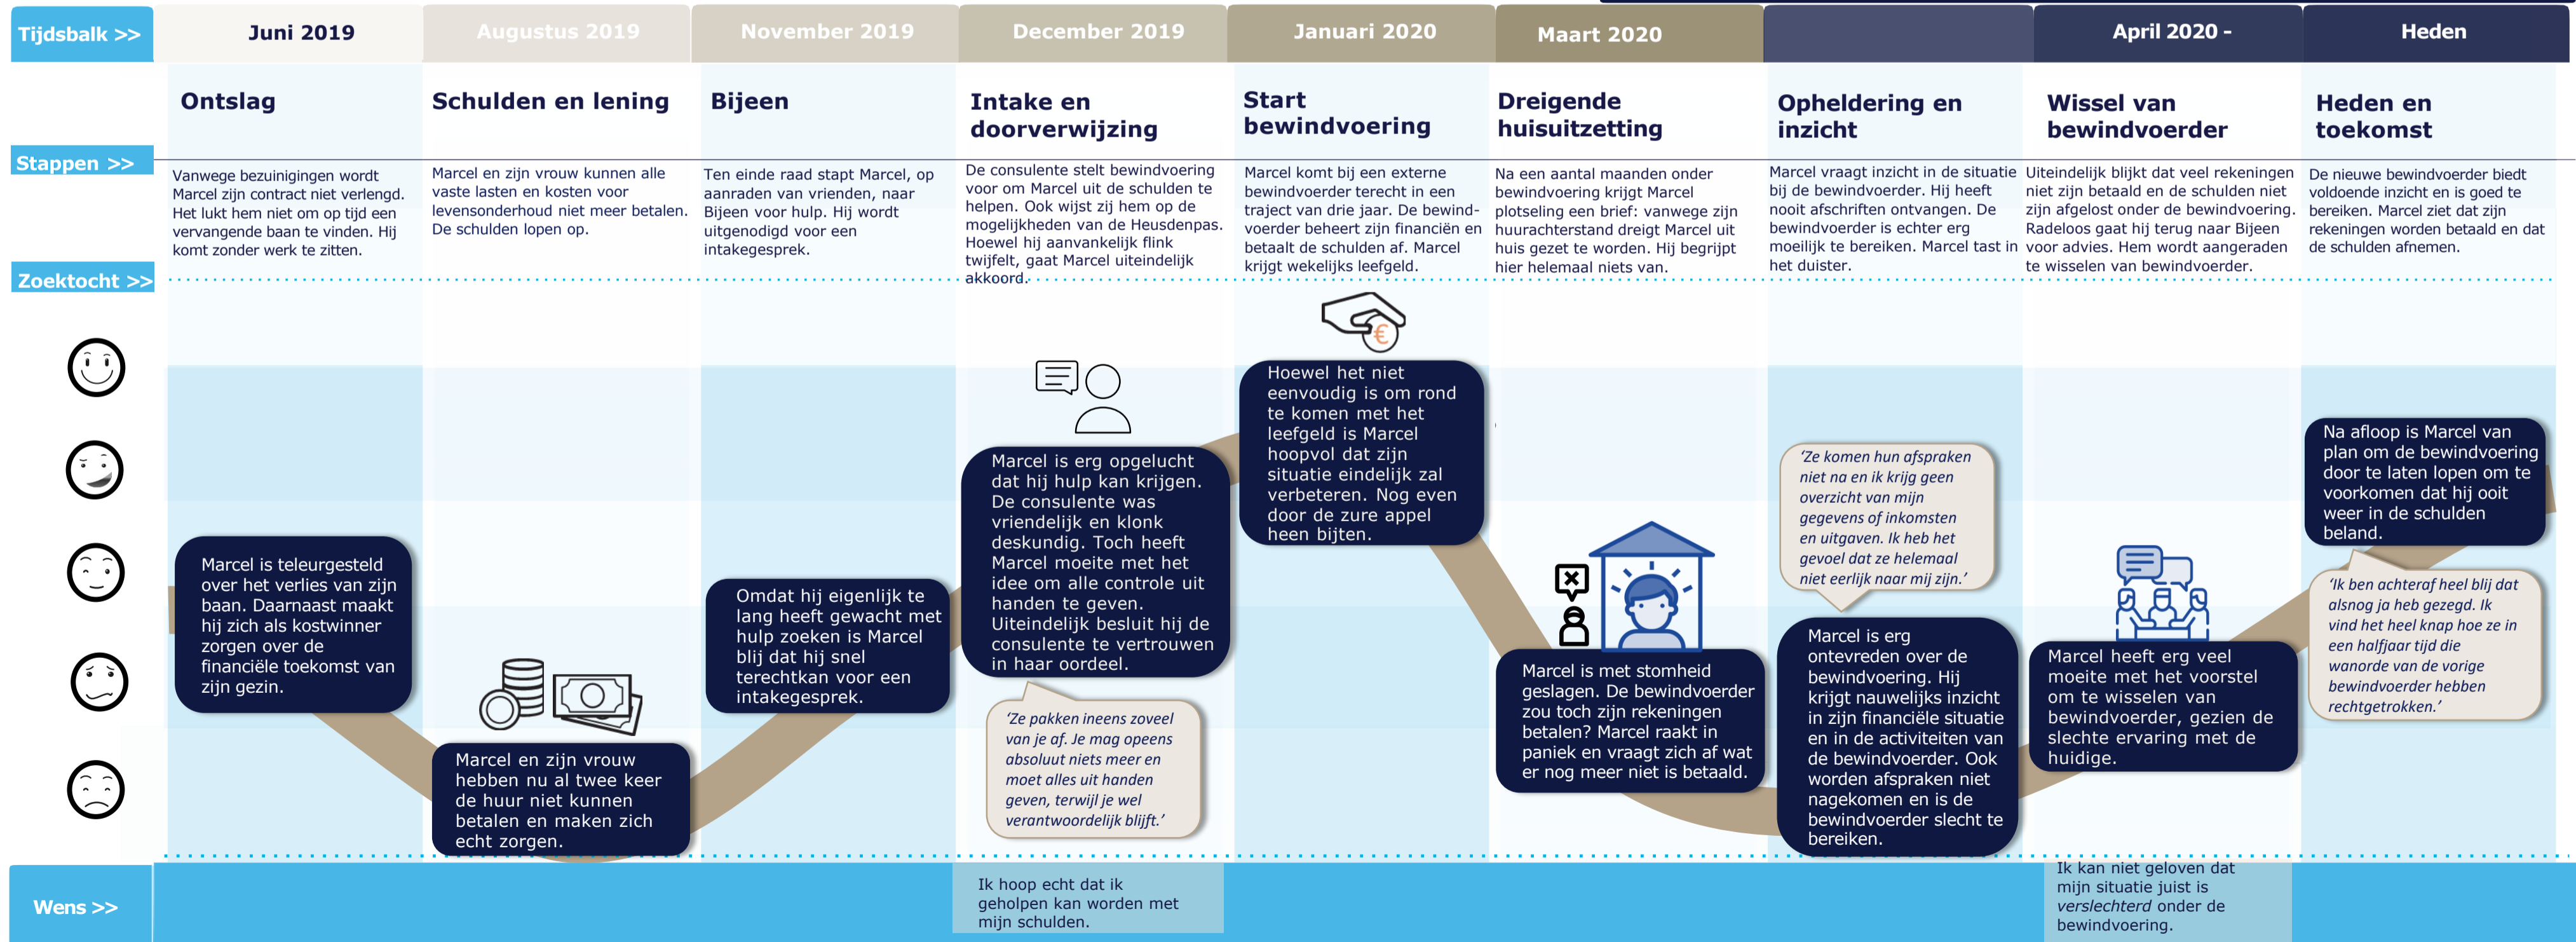 Tijdsbalk >>
Juni 2019
Augustus 2019
November 2019
December 2019
Januari 2020
Maart 2020
April 2020 -
Heden
Ontslag
Schulden en lening
Bijeen
Intake en
doorverwijzing
Start
bewindvoering
Dreigende
huisuitzetting
Opheldering en
inzicht
Wissel van
bewindvoerder
Heden en
toekomst
Stappen >>
Vanwege bezuinigingen wordt
Marcel zijn contract niet verlengd.
Het lukt hem niet om op tijd een
vervangende baan te vinden. Hij
komt zonder werk te zitten.
Marcel en zijn vrouw kunnen alle
vaste lasten en kosten voor
levensonderhoud niet meer betalen.
De schulden lopen op.
Ten einde raad stapt Marcel, op
aanraden van vrienden, naar
Bijeen voor hulp. Hij wordt
uitgenodigd voor een
intakegesprek.
De consulente stelt bewindvoering
voor om Marcel uit de schulden te
helpen. Ook wijst zij hem op de
mogelijkheden van de Heusdenpas.
Hoewel hij aanvankelijk flink
twijfelt, gaat Marcel uiteindelijk
akkoord.
Marcel komt bij een externe
bewindvoerder terecht in een
traject van drie jaar. De bewind-
voerder beheert zijn financiën en
betaalt de schulden af. Marcel
krijgt wekelijks leefgeld.
Na een aantal maanden onder
bewindvoering krijgt Marcel
plotseling een brief: vanwege zijn
huurachterstand dreigt Marcel uit
huis gezet te worden. Hij begrijpt
hier helemaal niets van.
Marcel vraagt inzicht in de situatie
bij de bewindvoerder. Hij heeft
nooit afschriften ontvangen. De
bewindvoerder is echter erg
moeilijk te bereiken. Marcel tast in
het duister.
Uiteindelijk blijkt dat veel rekeningen
niet zijn betaald en de schulden niet
zijn afgelost onder de bewindvoering.
Radeloos gaat hij terug naar Bijeen
voor advies. Hem wordt aangeraden
te wisselen van bewindvoerder.
De nieuwe bewindvoerder biedt
voldoende inzicht en is goed te
bereiken. Marcel ziet dat zijn
rekeningen worden betaald en dat
de schulden afnemen.
Zoektocht >>
Marcel is teleurgesteld
over het verlies van zijn
baan. Daarnaast maakt
hij zich als kostwinner
zorgen over de
financiële toekomst van
zijn gezin.
Marcel en zijn vrouw
hebben nu al twee keer
de huur niet kunnen
betalen en maken zich
echt zorgen.
Omdat hij eigenlijk te
lang heeft gewacht met
hulp zoeken is Marcel
blij dat hij snel
terechtkan voor een
intakegesprek.
Marcel is erg opgelucht
dat hij hulp kan krijgen.
De consulente was
vriendelijk en klonk
deskundig. Toch heeft
Marcel moeite met het
idee om alle controle uit
handen te geven.
Uiteindelijk besluit hij de
consulente te vertrouwen
in haar oordeel.
‘Ze pakken ineens zoveel
van je af. Je mag opeens
absoluut niets meer en
moet alles uit handen
geven, terwijl je wel
verantwoordelijk blijft.’
€
Hoewel het niet
eenvoudig is om rond
te komen met het
leefgeld is Marcel
hoopvol dat zijn
situatie eindelijk zal
verbeteren. Nog even
door de zure appel
heen bijten.
Marcel is met stomheid
geslagen. De bewindvoerder
zou toch zijn rekeningen
betalen? Marcel raakt in
paniek en vraagt zich af wat
er nog meer niet is betaald.
‘Ze komen hun afspraken
niet na en ik krijg geen
overzicht van mijn
gegevens of inkomsten
en uitgaven. Ik heb het
gevoel dat ze helemaal
niet eerlijk naar mij zijn.’
Marcel is erg
ontevreden over de
bewindvoering. Hij
krijgt nauwelijks inzicht
in zijn financiële situatie
en in de activiteiten van
de bewindvoerder. Ook
worden afspraken niet
nagekomen en is de
bewindvoerder slecht te
bereiken.
Marcel heeft erg veel
moeite met het voorstel
om te wisselen van
bewindvoerder, gezien de
slechte ervaring met de
huidige.
Na afloop is Marcel van
plan om de bewindvoering
door te laten lopen om te
voorkomen dat hij ooit
weer in de schulden
beland.
‘Ik ben achteraf heel blij dat
alsnog ja heb gezegd. Ik
vind het heel knap hoe ze in
een halfjaar tijd die
wanorde van de vorige
bewindvoerder hebben
rechtgetrokken.’
Wens >>
Ik hoop echt dat ik
geholpen kan worden met
mijn schulden.
Ik kan niet geloven dat
mijn situatie juist is
verslechterd onder de
bewindvoering.